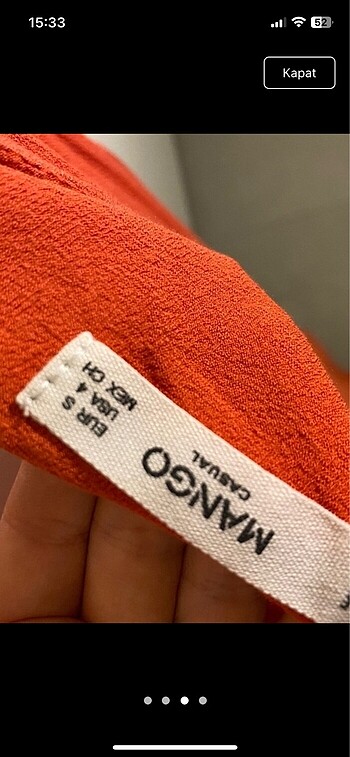 15:33
52
Kapat
MANGO
CASUAL
EUR S
USA 4
MEX CH